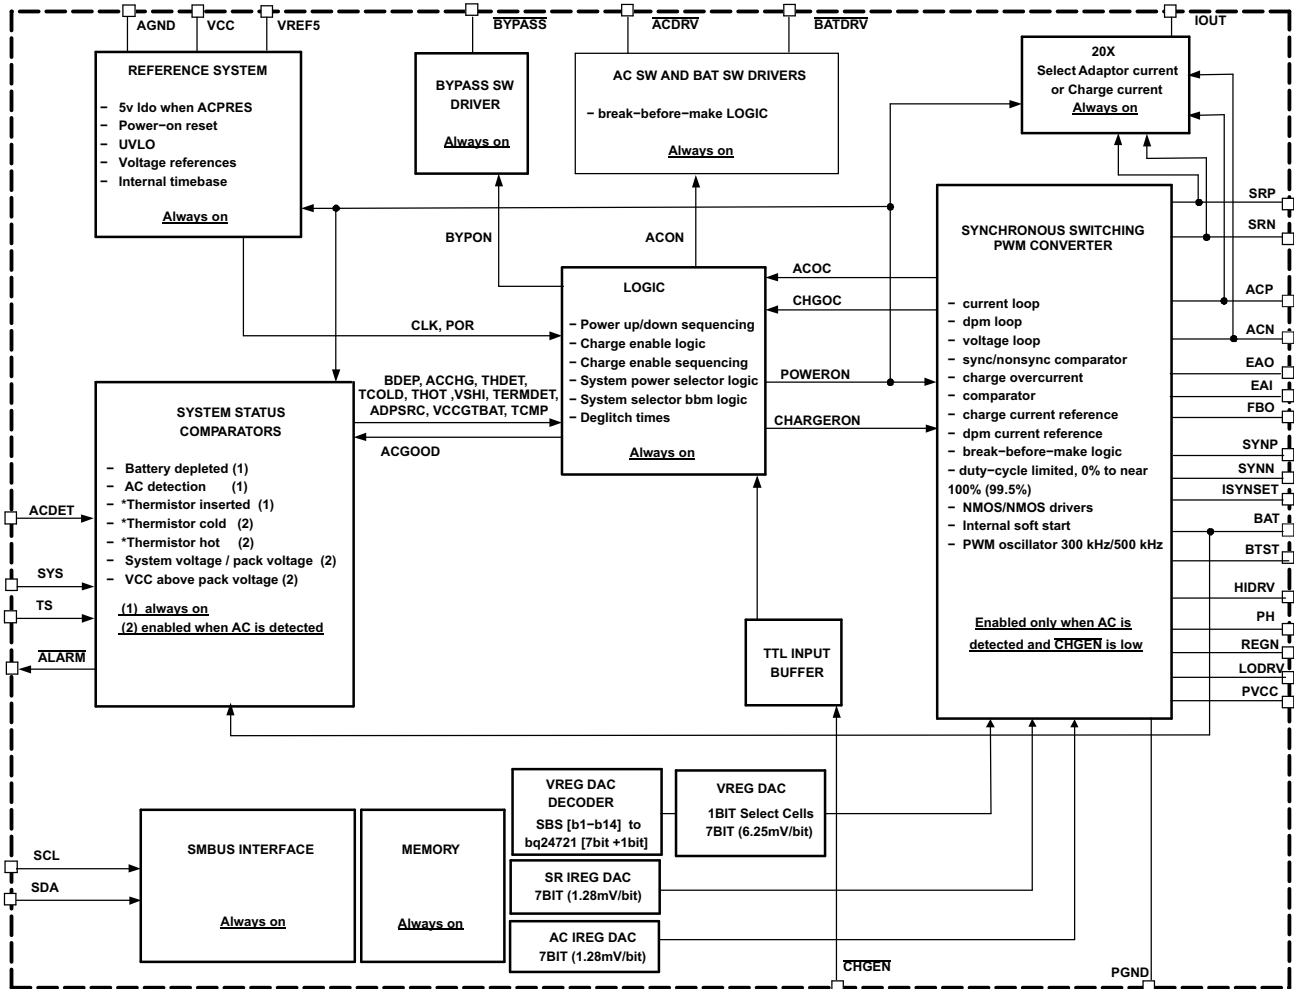 AGND
VCC
VREF5
BYPASS
ACDRV
BATDRV
IOUT
REFERENCE SYSTEM
− 5v ldo when ACPRES
− Power−on reset
− UVLO
− Voltage references
− Internal timebase
Always on
BYPASS SW
DRIVER
Always on
AC SW AND BAT SW DRIVERS
− break−before−make LOGIC
Always on
20X
Select Adaptor current
or Charge current
Always on
BYPON
ACON
LOGIC
− Power up/down sequencing
− Charge enable logic
− Charge enable sequencing
− System power selector logic
− System selector bbm logic
− Deglitch times
Always on
ACOC
CHGOC
POWERON
CHARGERON
CLK, POR
BDEP, ACCHG, THDET,
TCOLD, THOT ,VSHI, TERMDET,
ADPSRC, VCCGTBAT, TCMP
ACGOOD
SYNCHRONOUS SWITCHING
PWM CONVERTER
− current loop
− dpm loop
− voltage loop
− sync/nonsync comparator
− charge overcurrent
− comparator
− charge current reference
− dpm current reference
− break−before−make logic
− duty−cycle limited, 0% to near
100% (99.5%)
− NMOS/NMOS drivers
− Internal soft start
− PWM oscillator 300 kHz/500 kHz
Enabled only when AC is
detected and CHGEN is low
SRP
SRN
ACP
ACN
EAO
EAI
FBO
SYNP
SYNN
ISYNSET
BAT
BTST
HIDRV
PH
REGN
LODRV
PVCC
SYSTEM STATUS
COMPARATORS
− Battery depleted (1)
− AC detection (1)
− *Thermistor inserted (1)
− *Thermistor cold (2)
− *Thermistor hot (2)
− System voltage / pack voltage (2)
− VCC above pack voltage (2)
(1) always on
(2) enabled when AC is detected
ACDET
SYS
TS
ALARM
TTL INPUT
BUFFER
SCL
SDA
SMBUS INTERFACE
Always on
MEMORY
Always on
VREG DAC
DECODER
SBS [b1−b14] to
bq24721 [7bit +1bit]
VREG DAC
1BIT Select Cells
7BIT (6.25mV/bit)
SR IREG DAC
7BIT (1.28mV/bit)
AC IREG DAC
7BIT (1.28mV/bit)
CHGEN
PGND